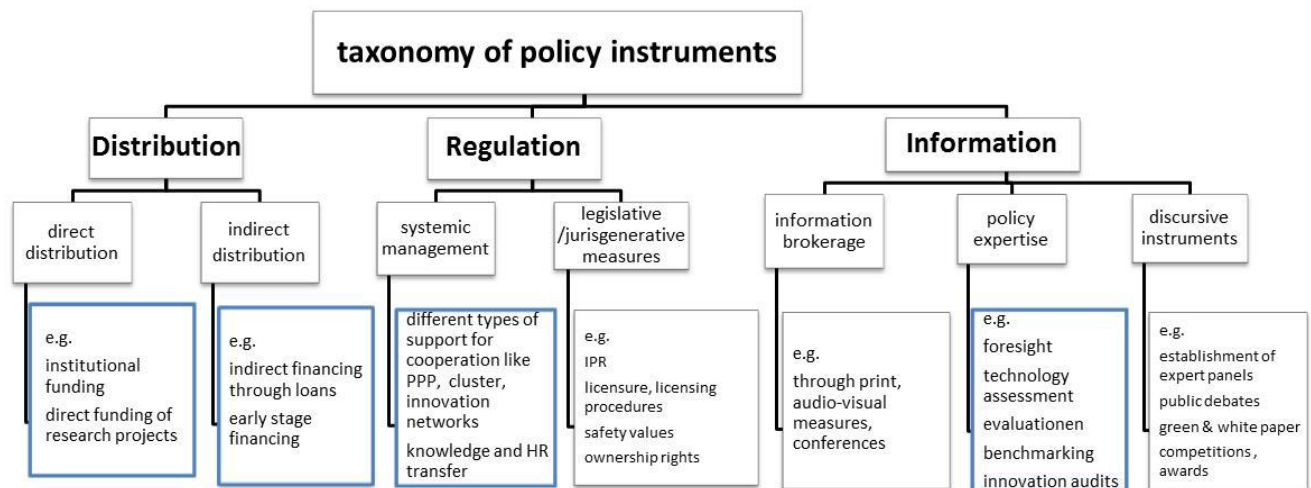 taxonomy of policy instruments
Distribution
Regulation
Information
direct
distribution
indirect
distribution
systemic
management
legislative
/jurisgenerative
measures
information
brokerage
policy
expertise
discursive
instruments
e.g.
institutional
funding
direct funding of
research projects
e.g.
indirect financing
through loans
early stage
financing
different types of
support for
cooperation like
PPP, cluster,
innovation
networks
knowledge and HR
transfer
e.g.
IPR
licensure, licensing
procedures
safety values
ownership rights
e.g.
through print,
audio-visual
measures,
conferences
e.g.
foresight
technology
assessment
evaluationen
benchmarking
innovation audits
e.g.
establishment of
expert panels
public debates
green & white paper
competitions ,
awards